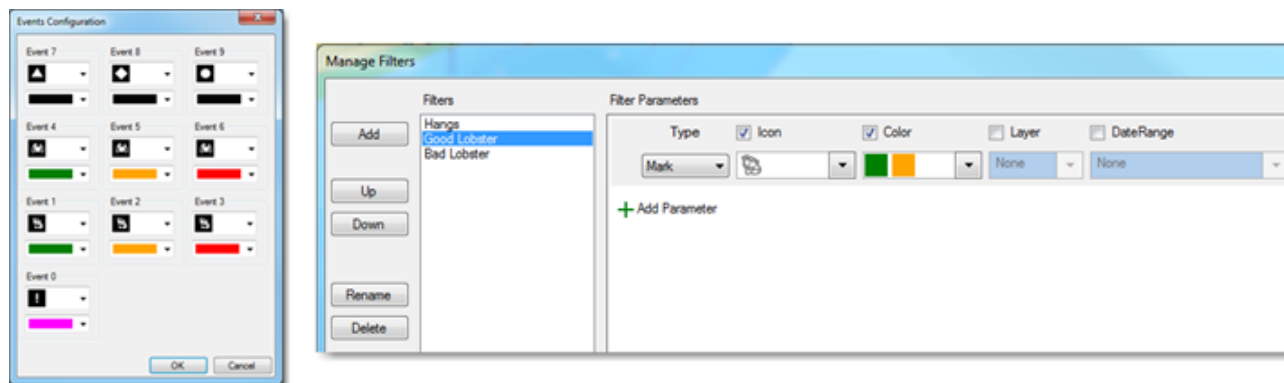 Events Configuration
Event 7 Event 8 Event 9
Event 4 Event 5 Event 6
Event 1 Event 2 Event 3
Event 0
!
OK Cancel
Manage Filters
Filters
Filter Parameters
Add
Up
Down
Rename
Delete
Hangs
Good Lobster
Bad Lobster
Type Icon Color Layer DateRange
Mark None None
Add Parameter